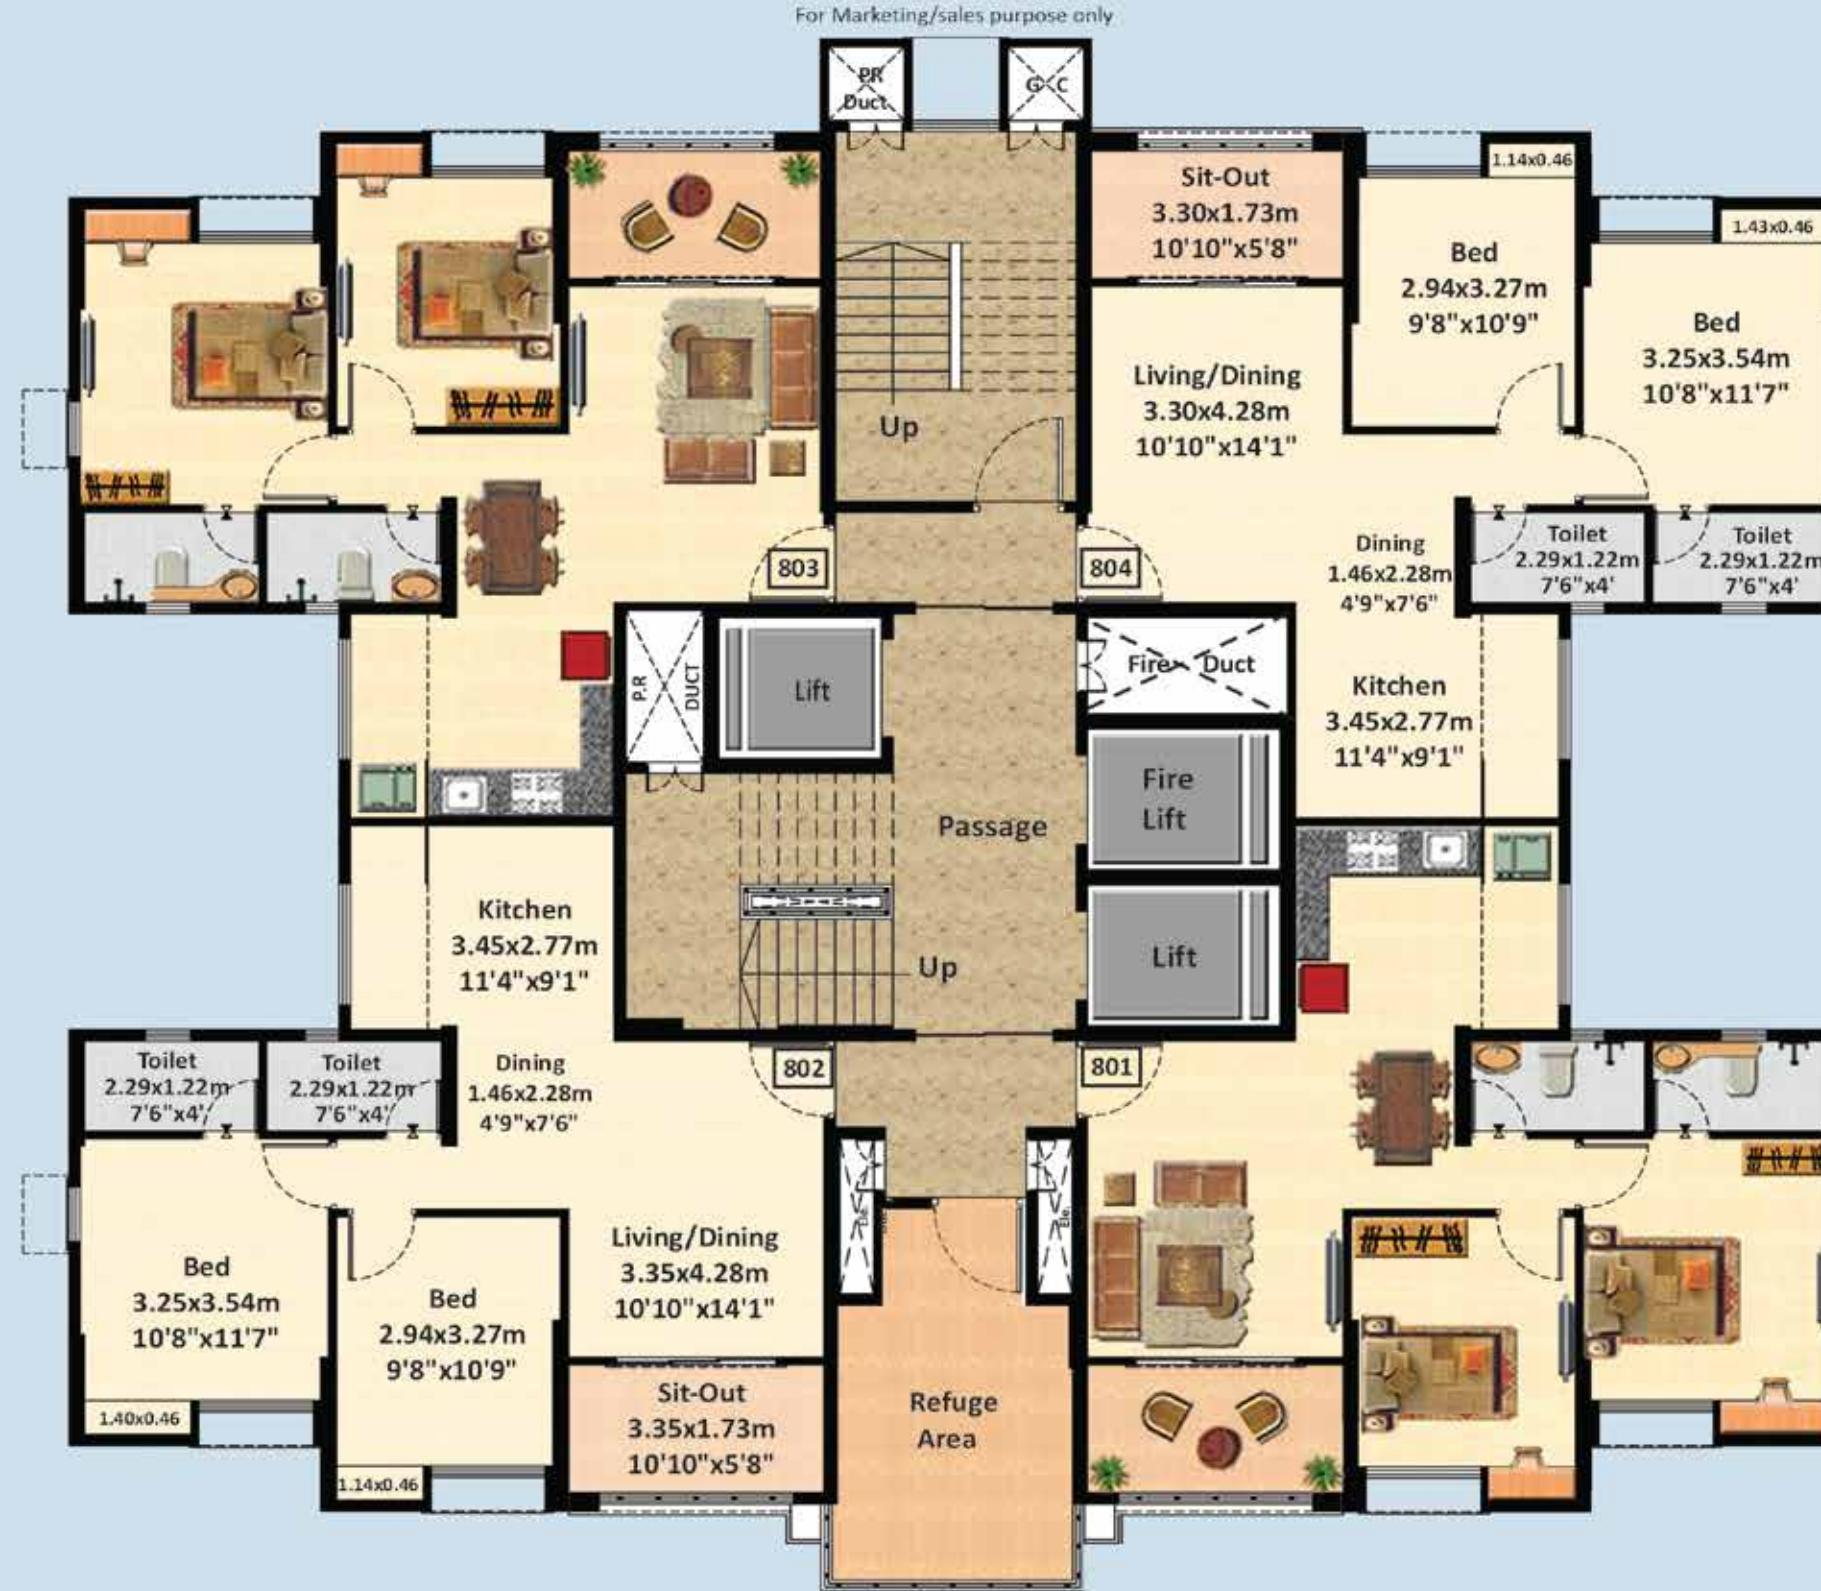 For Marketing/sales purpose only
PR
Duct
G C
Sit-Out
3.30x1.73m
10'10"x5'8"
1.14x0.46
Bed
2.94x3.27m
9'8"x10'9"
1.43x0.46
Bed
3.25x3.54m
10'8"x11'7"
Living/Dining
3.30x4.28m
10'10"x14'1"
Up
Dining
1.46x2.28m
4'9"x7'6"
Toilet
2.29x1.22m
7'6"x4'
Toilet
2.29x1.22m
7'6"x4'
803
804
P.R
DUCT
Lift
Fire Duct
Kitchen
3.45x2.77m
11'4"x9'1"
Fire
Lift
Passage
Kitchen
3.45x2.77m
11'4"x9'1"
Up
Lift
Toilet
2.29x1.22m
7'6"x4'
Toilet
2.29x1.22m
7'6"x4'
Dining
1.46x2.28m
4'9"x7'6"
802
801
Ele.
Ele.
Bed
3.25x3.54m
10'8"x11'7"
Bed
2.94x3.27m
9'8"x10'9"
Living/Dining
3.35x4.28m
10'10"x14'1"
Sit-Out
3.35x1.73m
10'10"x5'8"
Refuge
Area
1.40x0.46
1.14x0.46